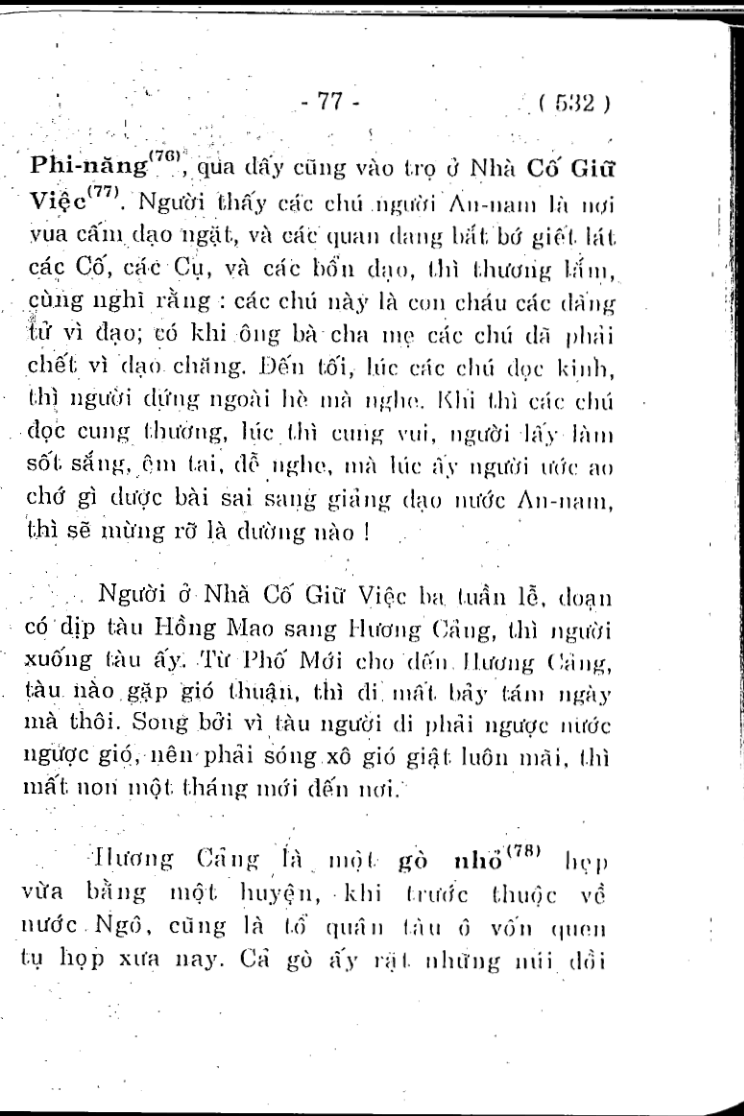 - 77 - ( 532 )
Phi-năng(76), qua đấy cũng vào trọ ở Nhà Cố Giữ
Việc(77). Người thấy các chú người An-nam là nơi
vua cấm đạo ngặt, và các quan đang bắt bớ giết lát
các Cố, các Cụ, và các bổn đạo, thì thương lắm,
cùng nghỉ rằng : các chú này là con cháu các đảng
tử vì đạo; có khi ông bà cha mẹ các chú đã phải
chết vì đạo chăng. Đến tối, lúc các chú đọc kinh,
thì người đứng ngoài hè mà nghe. Khi thì các chú
đọc cung thương, lúc thì cung vui, người lấy làm
sốt sắng, êm tai, dễ nghe, mà lúc ấy người ước ao
chớ gì được bài sai sang giảng đạo nước An-nam,
thì sẽ mừng rỡ là dường nào !
Người ở Nhà Cố Giữ Việc ba tuần lễ, đoạn
có dịp tàu Hồng Mao sang Hương Cảng, thì người
xuống tàu ấy. Từ Phố Mới cho đến Hương Cảng,
tàu nào gặp gió thuận, thì đi mất bảy tám ngày
mà thôi. Song bởi vì tàu người đi phải ngược nước
ngược gió, nên phải sóng xô gió giật luôn mãi, thì
mất non một tháng mới đến nơi.
Hương Cảng là một gò nhỏ(78) hẹp
vừa bằng một huyện, khi trước thuộc về
nước Ngô, cũng là tổ quân tàu ô vốn quen
tụ họp xưa nay. Cả gò ấy rặt những núi đồi